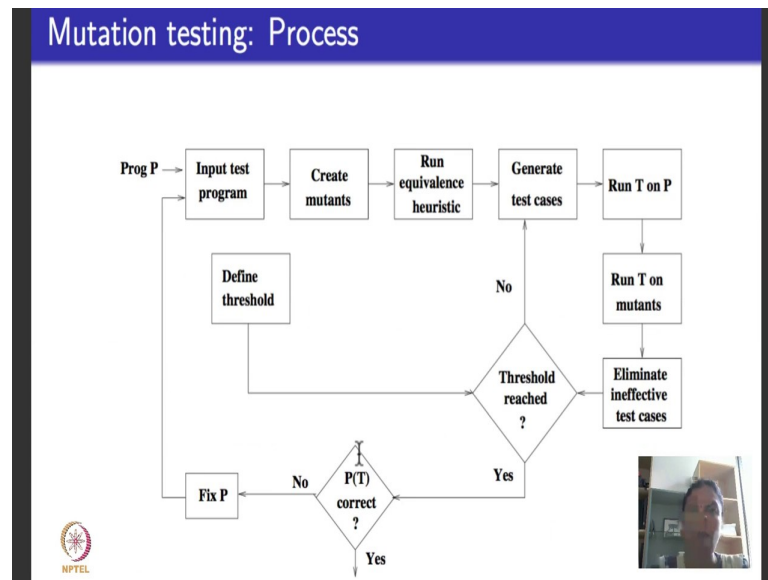 Mutation testing: Process
Prog P
Input test
program
Create
mutants
Run
equivalence
heuristic
Generate
test cases
Run T on P
Define
threshold
No
Run T on
mutants
Threshold
reached
?
Eliminate
ineffective
test cases
Yes
Fix P
No
P(T)
correct
?
Yes
NPTEL